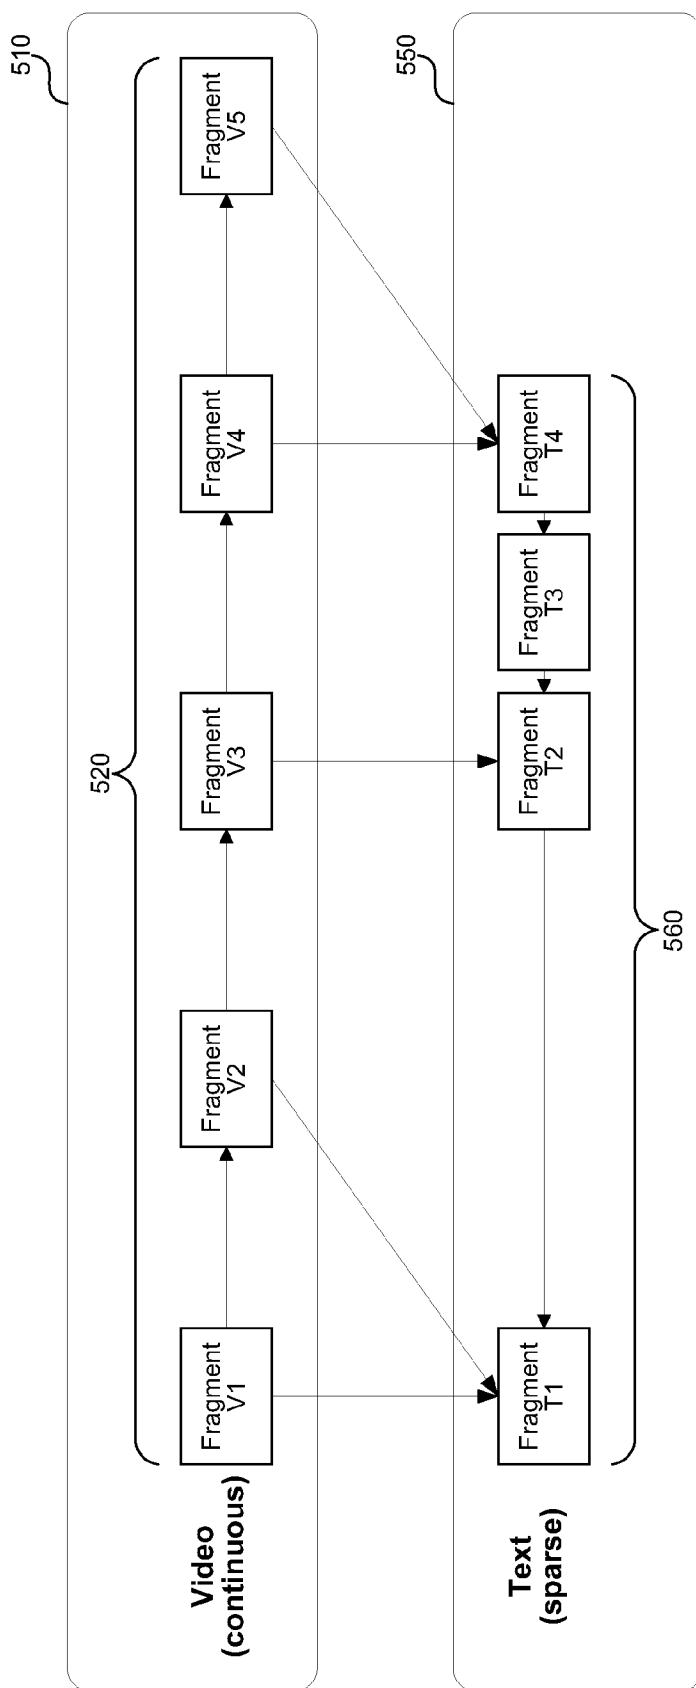 510
520
Video
(continuous)
Fragment
V1
Fragment
V2
Fragment
V3
Fragment
V4
Fragment
V5
550
Text
(sparse)
Fragment
T1
Fragment
T2
Fragment
T3
Fragment
T4
560